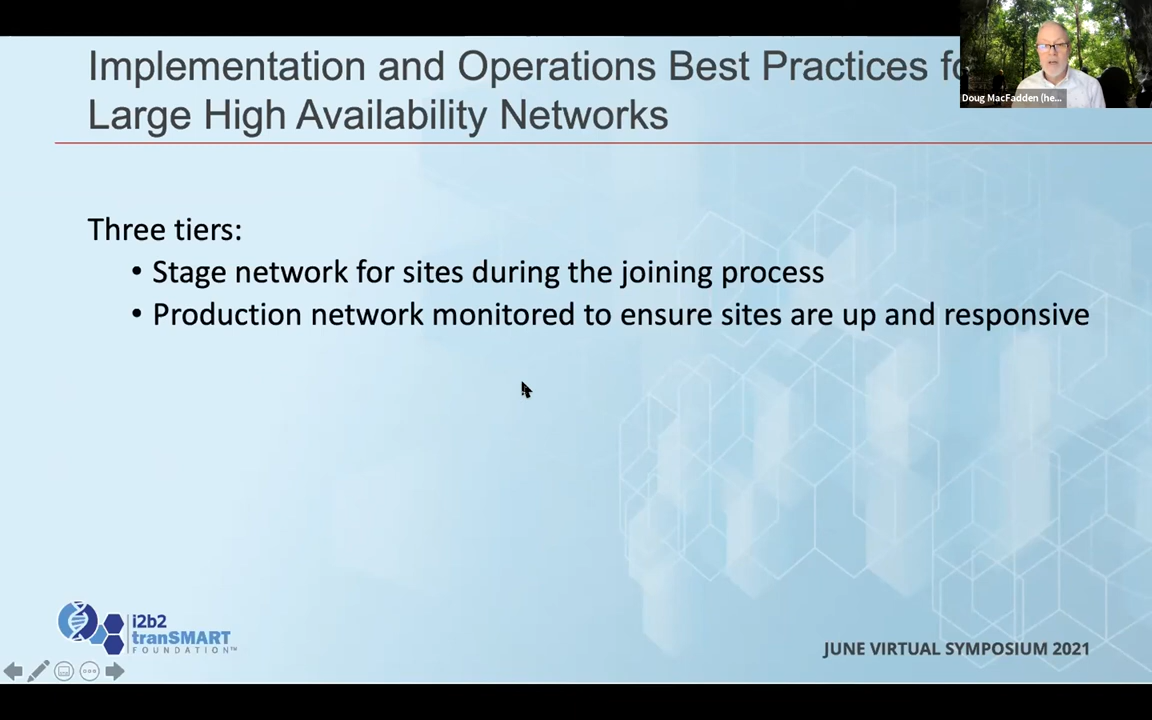 Implementation and Operations Best Practices
Large High Availability Networks
Doug MacFadden (he...
Three tiers:
• Stage network for sites during the joining process
• Production network monitored to ensure sites are up and responsive
i2b2
tranSMART
FOUNDATION™
JUNE VIRTUAL SYMPOSIUM 2021